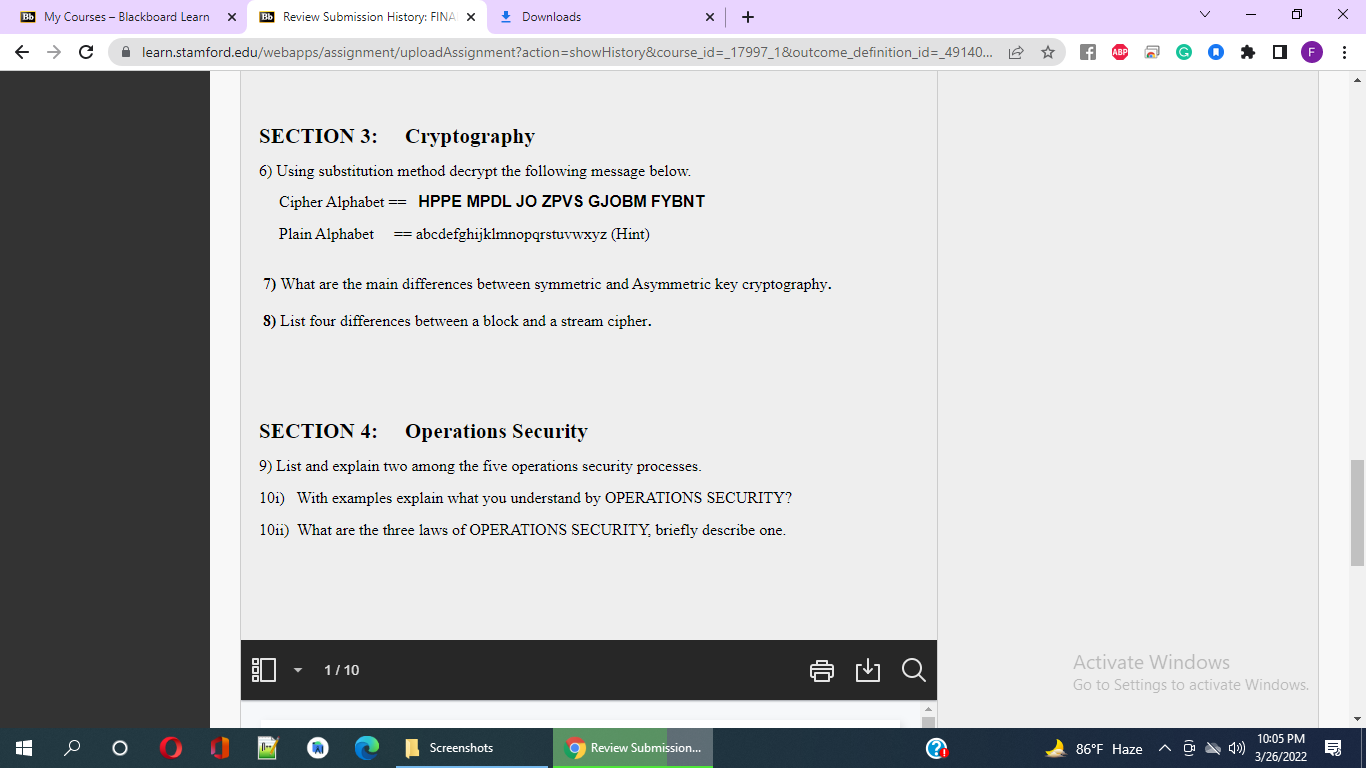 My Courses – Blackboard Learn
Review Submission History: FINA
Downloads
learn.stamford.edu/webapps/assignment/uploadAssignment?action=showHistory&course_id=_17997_1&outcome_definition_id=_49140...
ABP
F
SECTION 3: Cryptography
6) Using substitution method decrypt the following message below.
Cipher Alphabet == HPPE MPDL JO ZPVS GJOBM FYBNT
Plain Alphabet == abcdefghijklmnopqrstuvwxyz (Hint)
7) What are the main differences between symmetric and Asymmetric key cryptography.
8) List four differences between a block and a stream cipher.
SECTION 4: Operations Security
9) List and explain two among the five operations security processes.
10i) With examples explain what you understand by OPERATIONS SECURITY?
10ii) What are the three laws of OPERATIONS SECURITY, briefly describe one.
1 / 10
Activate Windows
Go to Settings to activate Windows.
Screenshots
Review Submission...
86°F Haze
10:05 PM
3/26/2022